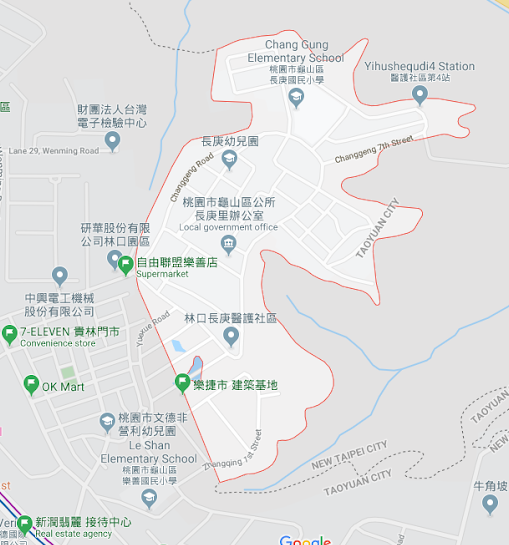 Chang Gung
Elementary School
桃園市龜山區
長庚國民小學
Yihushequdi4 Station
醫護社區第4站
區
財團法人台灣
電子檢驗中心
Lane 29, Wenming Road
長庚幼兒園
Changgeng 7th Street
Changgeng Road
桃園市龜山區公所
長庚里辦公室
Local government office
TAOYUAN CITY
研華股份有限
公司林口園區
自由聯盟樂善店
Supermarket
中興電工機械
股份有限公司
林口長庚醫護社區
Yuexue Road
7-ELEVEN 貴林門市
Convenience store
OK Mart
樂捷市 建築基地
桃園市文德非
營利幼兒園
Le Shan
Elementary School
桃園市龜山區
樂善國民小學
Zhangqing 1st Street
NEW TAIPEI CITY
TAOYUAN CITY
TAOYUAN
NEW
牛角坡
st
新潤翡麗 接待中心
Real estate agency
Google